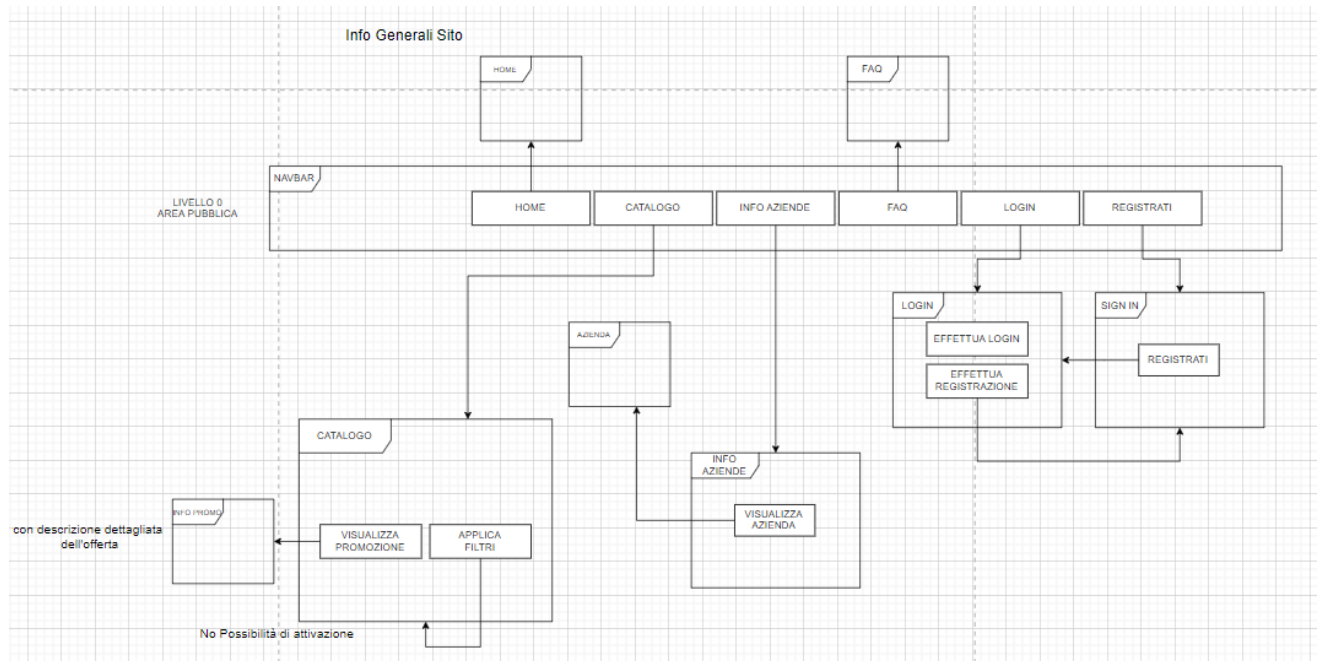 Info Generali Sito
HOME
FAQ
NAVBAR
LIVELLO 0
AREA PUBBLICA
HOME
CATALOGO
INFO AZIENDE
FAQ
LOGIN
REGISTRATI
LOGIN
SIGN IN
AZIENDA
EFFETTUA LOGIN
REGISTRATI
EFFETTUA
REGISTRAZIONE
CATALOGO
INFO
AZIENDE
INFO PROMO
con descrizione dettagliata
dell'offerta
VISUALIZZA
PROMOZIONE
APPLICA
FILTRI
VISUALIZZA
AZIENDA
No Possibilità di attivazione